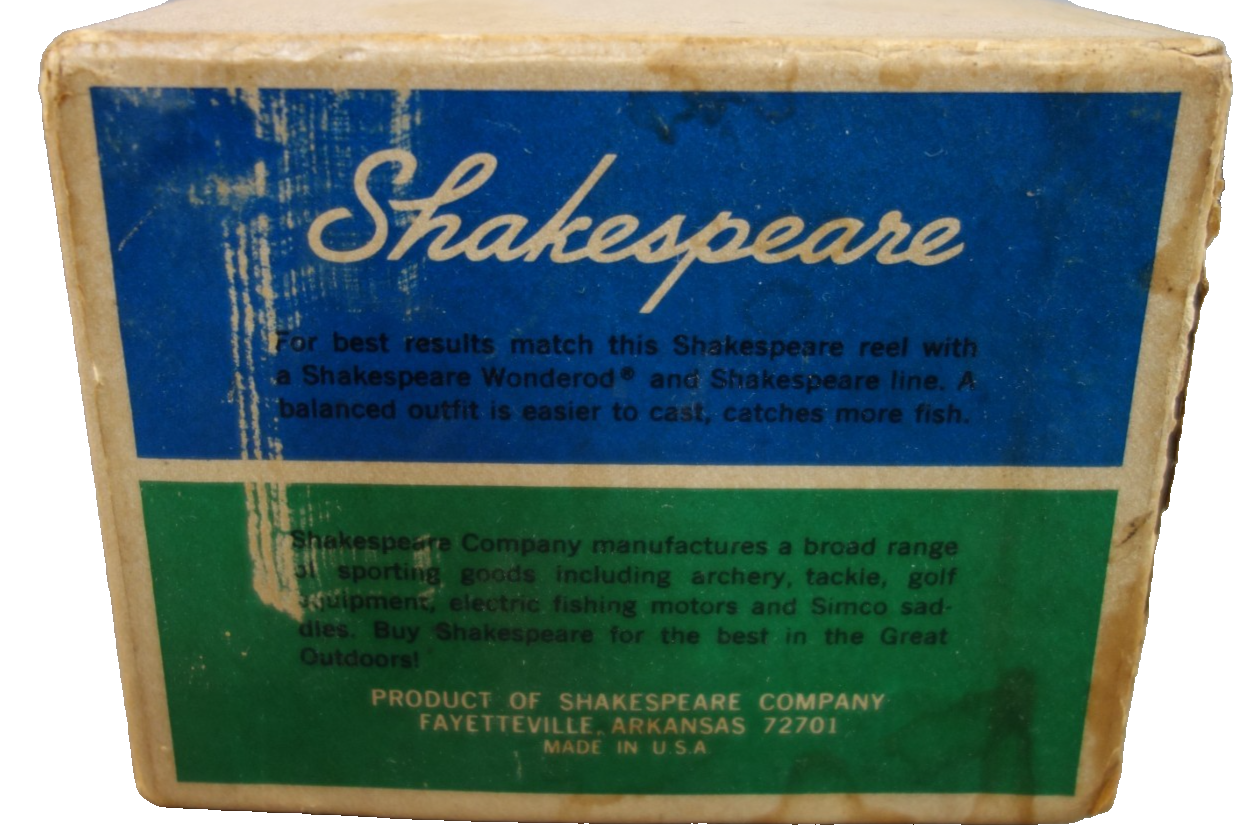 Shakespeare
For best results match this Shakespeare reel with
a Shakespeare Wonderod® and Shakespeare line. A
balanced outfit is easier to cast, catches more fish.
Shakespeare Company manufactures a broad range
of sporting goods including archery, tackle, golf
equipment, electric fishing motors and Simco sad-
dles. Buy Shakespeare for the best in the Great
Outdoors!
PRODUCT OF SHAKESPEARE COMPANY
FAYETTEVILLE, ARKANSAS 72701
MADE IN U.S.A.